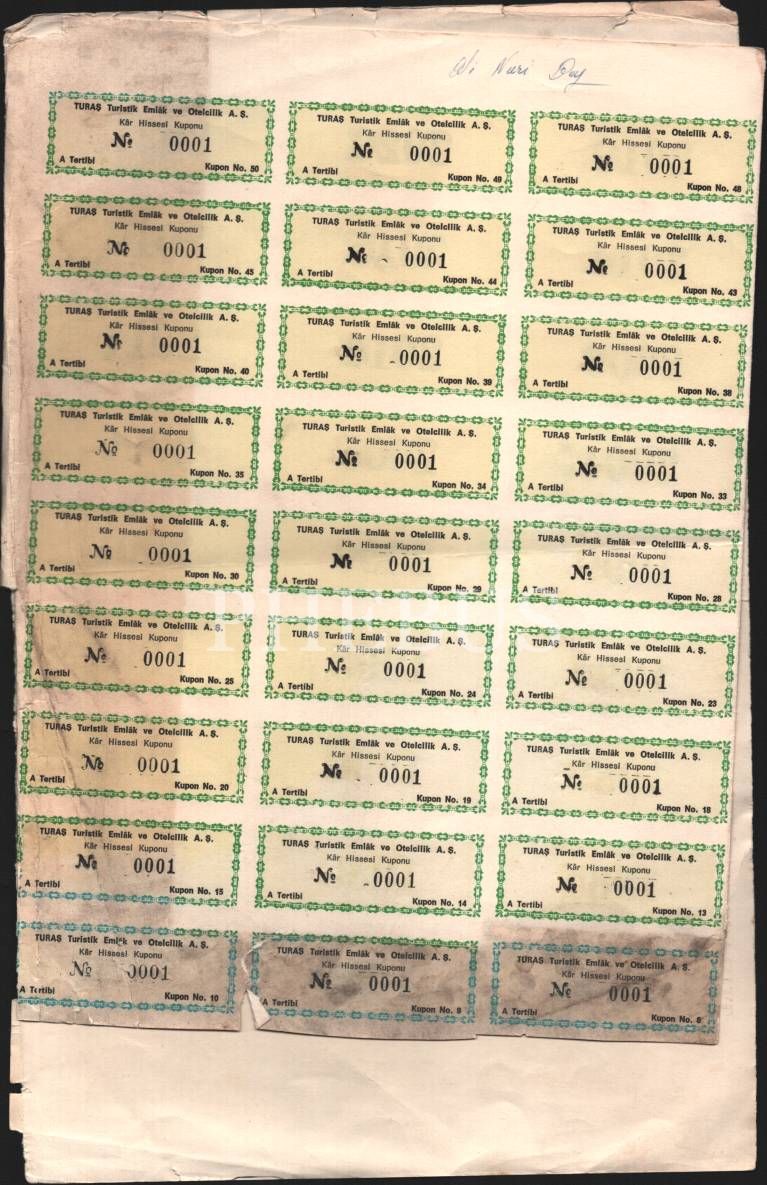 Nuri
TURAŞ Turistik Emlâk ve Otelcilik A. Ş.
Kâr Hissesi Kuponu
№ 0001
A Tertibi Kupon No. 50
TURAŞ Turistik Emlâk ve Otelcilik A. Ş.
Kâr Hissesi Kuponu
№ 0001
A Tertibi Kupon No. 49
TURAŞ Turistik Emlâk ve Otelcilik A. Ş.
Kâr Hissesi Kuponu
№ 0001
A Tertibi Kupon No. 48
TURAŞ Turistik Emlâk ve Otelcilik A. Ş.
Kâr Hissesi Kuponu
№ 0001
A Tertibi Kupon No. 45
TURAŞ Turistik Emlâk ve Otelcilik A. Ş.
Kâr Hissesi Kuponu
№ 0001
A Tertibi Kupon No. 44
TURAŞ Turistik Emlâk ve Otelcilik A. Ş.
Kâr Hissesi Kuponu
№ 0001
A Tertibi Kupon No. 43
TURAŞ Turistik Emlâk ve Otelcilik A. Ş.
Kâr Hissesi Kuponu
№ 0001
A Tertibi Kupon No. 40
TURAŞ Turistik Emlâk ve Otelcilik A. Ş.
Kâr Hissesi Kuponu
№ 0001
A Tertibi Kupon No. 39
TURAŞ Turistik Emlâk ve Otelcilik A. Ş.
Kâr Hissesi Kuponu
№ 0001
A Tertibi Kupon No. 38
TURAŞ Turistik Emlâk ve Otelcilik A. Ş.
Kâr Hissesi Kuponu
№ 0001
A Tertibi Kupon No. 35
TURAŞ Turistik Emlâk ve Otelcilik A. Ş.
Kâr Hissesi Kuponu
№ 0001
A Tertibi Kupon No. 34
TURAŞ Turistik Emlâk ve Otelcilik A. Ş.
Kâr Hissesi Kuponu
№ 0001
A Tertibi Kupon No. 33
TURAŞ Turistik Emlâk ve Otelcilik A. Ş.
Kâr Hissesi Kuponu
№ 0001
A Tertibi Kupon No. 30
TURAŞ Turistik Emlâk ve Otelcilik A. Ş.
Kâr Hissesi Kuponu
№ 0001
A Tertibi Kupon No. 29
TURAŞ Turistik Emlâk ve Otelcilik A. Ş.
Kâr Hissesi Kuponu
№ 0001
A Tertibi Kupon No. 28
TURAŞ Turistik Emlâk ve Otelcilik A. Ş.
Kâr Hissesi Kuponu
№ 0001
A Tertibi Kupon No. 25
TURAŞ Turistik Emlâk ve Otelcilik A. Ş.
Kâr Hissesi Kuponu
№ 0001
A Tertibi Kupon No. 24
TURAŞ Turistik Emlâk ve Otelcilik A. Ş.
Kâr Hissesi Kuponu
№ 0001
A Tertibi Kupon No. 23
TURAŞ Turistik Emlâk ve Otelcilik A. Ş.
Kâr Hissesi Kuponu
№ 0001
A Tertibi Kupon No. 20
TURAŞ Turistik Emlâk ve Otelcilik A. Ş.
Kâr Hissesi Kuponu
№ 0001
A Tertibi Kupon No. 19
TURAŞ Turistik Emlâk ve Otelcilik A. Ş.
Kâr Hissesi Kuponu
№ 0001
A Tertibi Kupon No. 18
TURAŞ Turistik Emlâk ve Otelcilik A. Ş.
Kâr Hissesi Kuponu
№ 0001
A Tertibi Kupon No. 15
TURAŞ Turistik Emlâk ve Otelcilik A. Ş.
Kâr Hissesi Kuponu
№ 0001
A Tertibi Kupon No. 14
TURAŞ Turistik Emlâk ve Otelcilik A. Ş.
Kâr Hissesi Kuponu
№ 0001
A Tertibi Kupon No. 13
TURAŞ Turistik Emlâk ve Otelcilik A. Ş.
Kâr Hissesi Kuponu
№ 0001
A Tertibi Kupon No. 10
TURAŞ Turistik Emlâk ve Otelcilik A. Ş.
Kâr Hissesi Kuponu
№ 0001
A Tertibi Kupon No. 9
TURAŞ Turistik Emlâk ve Otelcilik A. Ş.
Kâr Hissesi Kuponu
№ 0001
A Tertibi Kupon No.